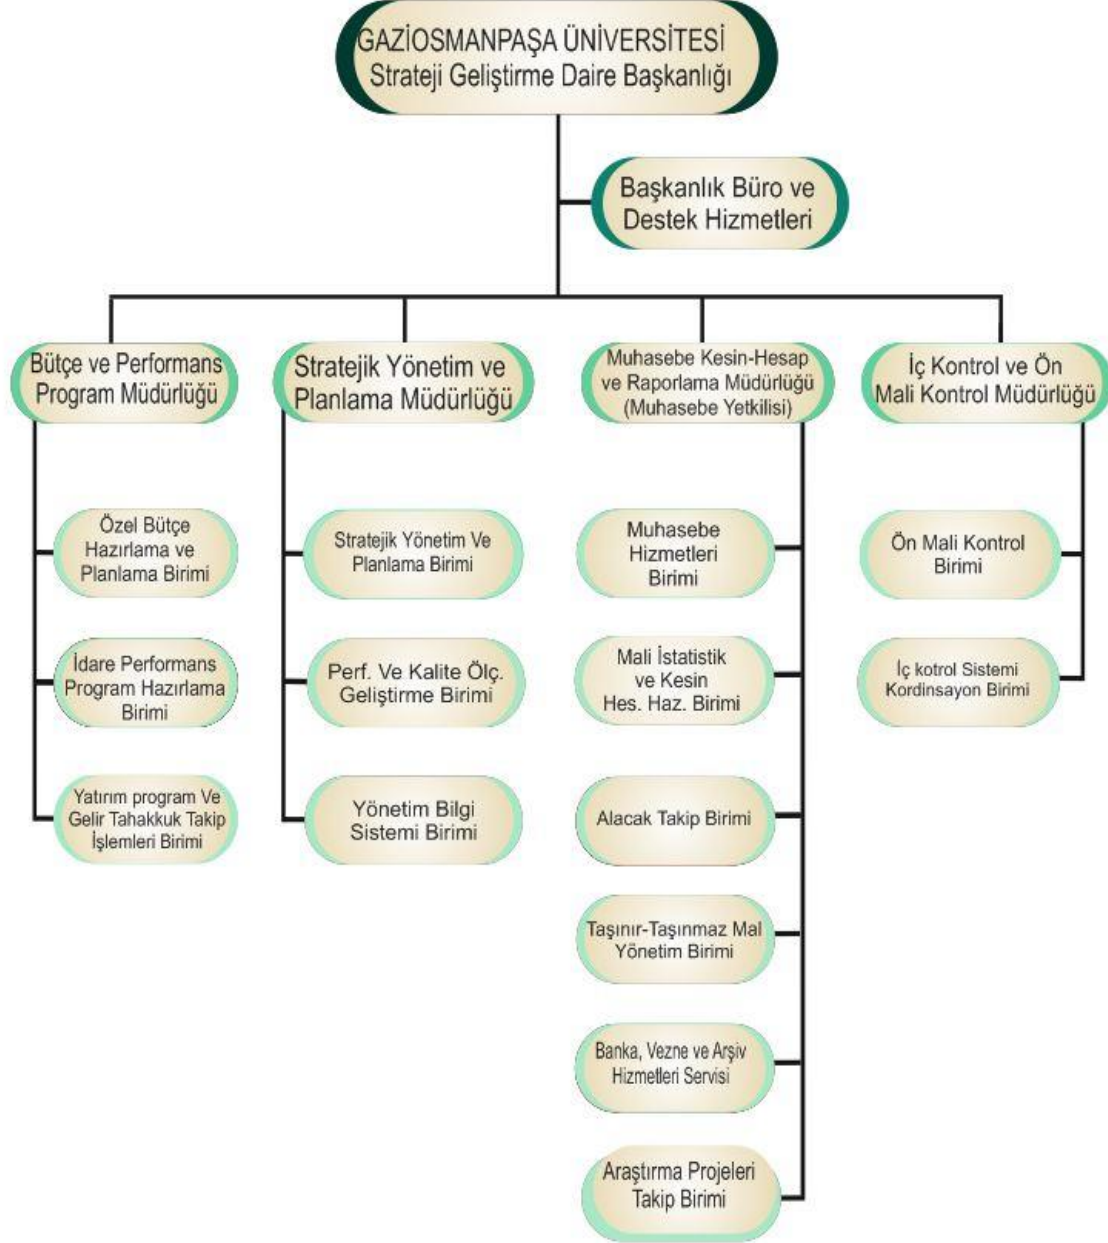 GAZİOSMANPAŞA ÜNİVERSİTESİ
Strateji Geliştirme Daire Başkanlığı
Başkanlık Büro ve
Destek Hizmetleri
Bütçe ve Performans
Program Müdürlüğü
Stratejik Yönetim ve
Planlama Müdürlüğü
Muhasebe Kesin-Hesap
ve Raporlama Müdürlüğü
(Muhasebe Yetkilisi)
İç Kontrol ve Ön
Mali Kontrol Müdürlüğü
Özel Bütçe
Hazırlama ve
Planlama Birimi
İdare Performans
Program Hazırlama
Birimi
Yatırım program Ve
Gelir Tahakkuk Takip
İşlemleri Birimi
Stratejik Yönetim Ve
Planlama Birimi
Perf. Ve Kalite Ölç.
Geliştirme Birimi
Yönetim Bilgi
Sistemi Birimi
Muhasebe
Hizmetleri
Birimi
Mali İstatistik
ve Kesin
Hes. Haz. Birimi
Alacak Takip Birimi
Taşınır-Taşınmaz Mal
Yönetim Birimi
Banka, Vezne ve Arşiv
Hizmetleri Servisi
Araştırma Projeleri
Takip Birimi
Ön Mali Kontrol
Birimi
İç kotrol Sistemi
Kordinsayon Birimi